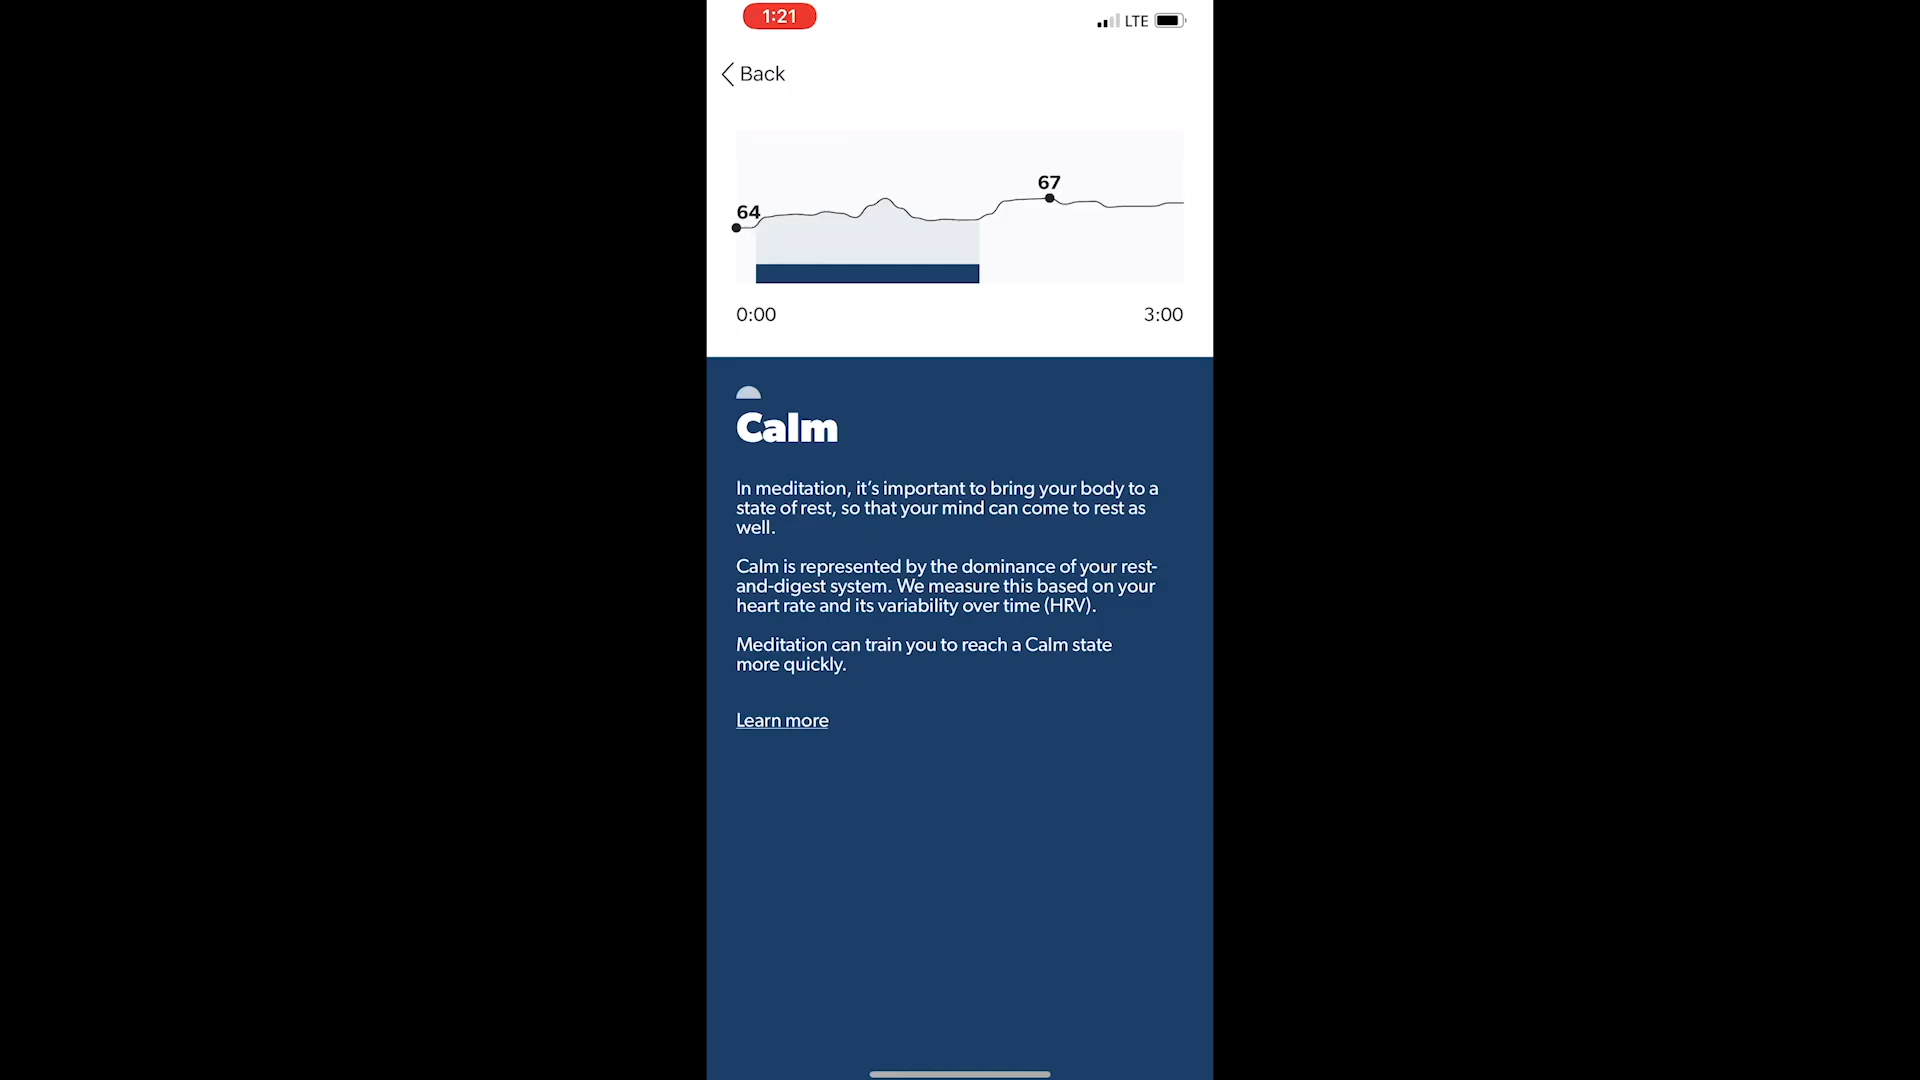 1:21
LTE
Back
67
64
0:00
3:00
Calm
In meditation, it’s important to bring your body to a
state of rest, so that your mind can come to rest as
well.
Calm is represented by the dominance of your rest-
and-digest system. We measure this based on your
heart rate and its variability over time (HRV).
Meditation can train you to reach a Calm state
more quickly.
Learn more